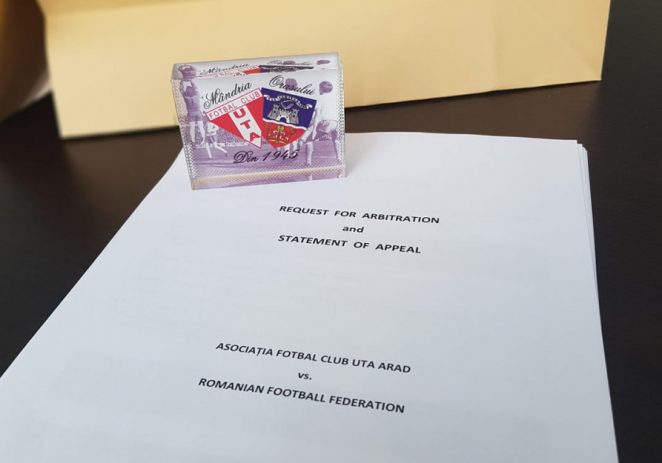 Mândria Orasului
FOTBAL CLUB
UTA
Din 1945
REQUEST FOR ARBITRATION
and
STATEMENT OF APPEAL
ASOCIAȚIA FOTBAL CLUB UTA ARAD
vs.
ROMANIAN FOOTBALL FEDERATION